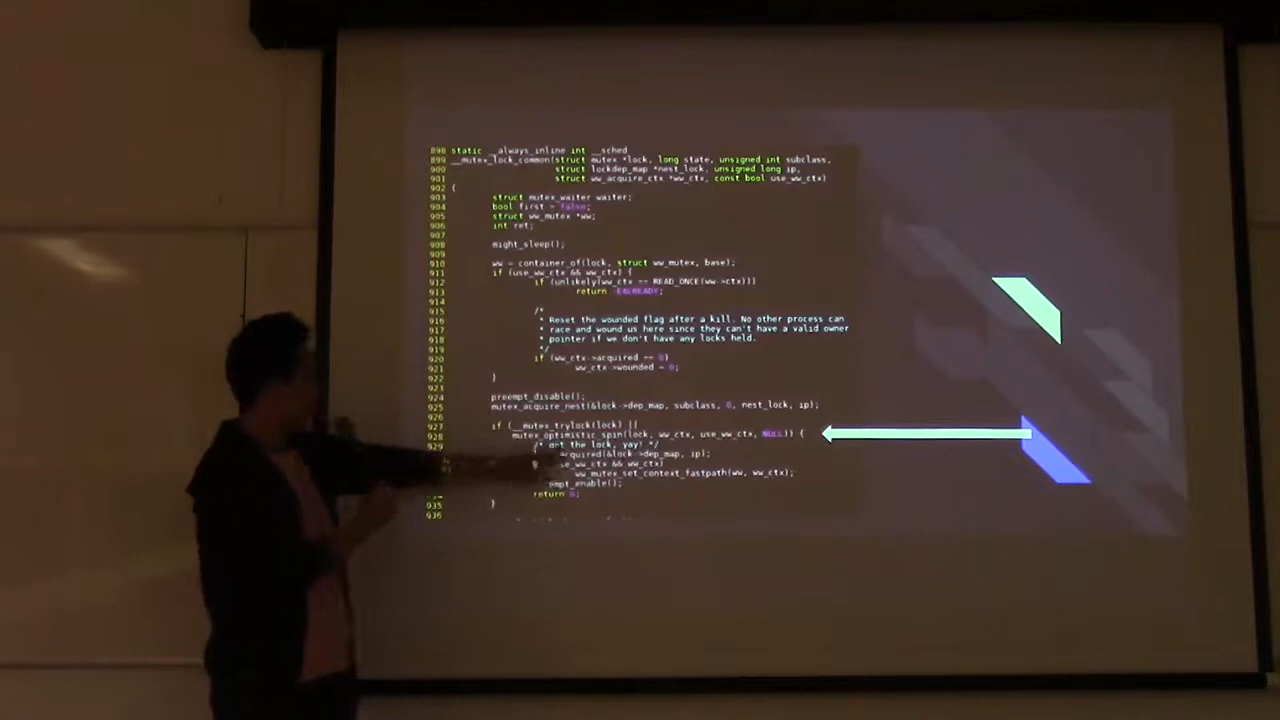 898 static __always_inline int __sched
899 __mutex_lock_common(struct mutex *lock, long state, unsigned int subclass,
900 struct lockdep_map *nest_lock, unsigned long ip,
901 struct ww_acquire_ctx *ww_ctx, const bool use_ww_ctx)
902 {
903 struct mutex_waiter waiter;
904 bool first = false;
905 struct ww_mutex *ww;
906 int ret;
907
908 might_sleep();
909
910 ww = container_of(lock, struct ww_mutex, base);
911 if (use_ww_ctx && ww_ctx) {
912 if (unlikely(ww_ctx == READ_ONCE(ww->ctx)))
913 return -EALREADY;
914
915 /*
916 * Reset the wounded flag after a kill. No other process can
917 * race and wound us here since they can't have a valid owner
918 * pointer if we don't have any locks held.
919 */
920 if (ww_ctx->acquired == 0)
921 ww_ctx->wounded = 0;
922 }
923
924 preempt_disable();
925 mutex_acquire_nest(&lock->dep_map, subclass, 0, nest_lock, ip);
926
927 if (__mutex_trylock(lock) ||
928 mutex_optimistic_spin(lock, ww_ctx, use_ww_ctx, NULL)) {
929 /* got the lock, yay! */
acquired(&lock->dep_map, ip);
use_ww_ctx && ww_ctx)
ww_mutex_set_context_fastpath(ww, ww_ctx);
empt_enable();
return 0;
935 }
936